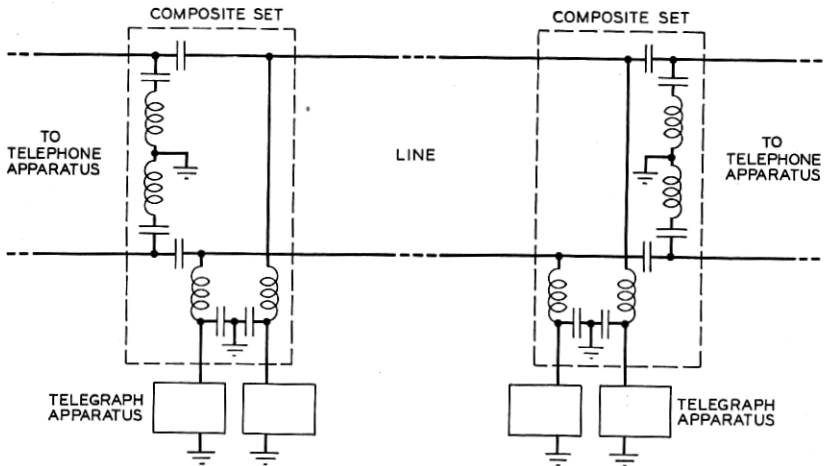 COMPOSITE SET
COMPOSITE SET
TO
TELEPHONE
APPARATUS
LINE
TO
TELEPHONE
APPARATUS
TELEGRAPH
APPARATUS
TELEGRAPH
APPARATUS